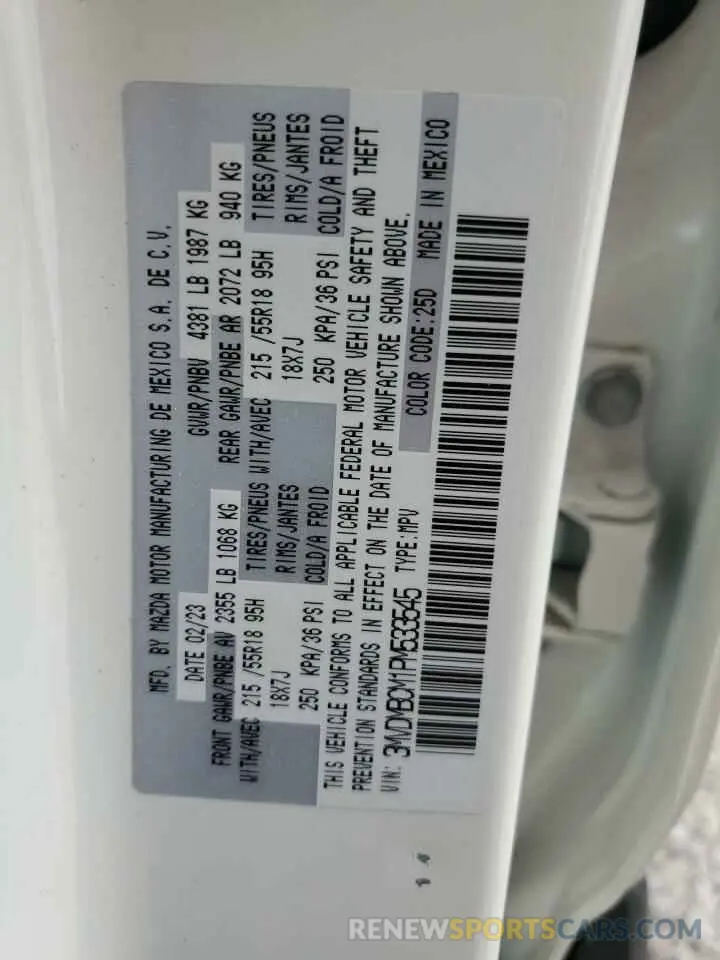 MFD. BY MAZDA MOTOR MANUFACTURING DE MEXICO S.A. DE C.V.
DATE 02/23 GVWR/PNBV 4381 LB 1987 KG
FRONT GAWR/PNBE AV 2355 LB 1068 KG REAR GAWR/PNBE AR 2072 LB 940 KG
WITH/AVEC 215 /55R18 95H TIRES/PNEUS WITH/AVEC 215 /55R18 95H TIRES/PNEUS
18X7J RIMS/JANTES 18X7J RIMS/JANTES
250 KPA/36 PSI COLD/A FROID 250 KPA/36 PSI COLD/A FROID
THIS VEHICLE CONFORMS TO ALL APPLICABLE FEDERAL MOTOR VEHICLE SAFETY AND THEFT
PREVENTION STANDARDS IN EFFECT ON THE DATE OF MANUFACTURE SHOWN ABOVE.
VIN: 3MVDMBCM1PM533545 TYPE:MPV COLOR CODE:25D MADE IN MEXICO
RENEWSPORTSCARS.COM